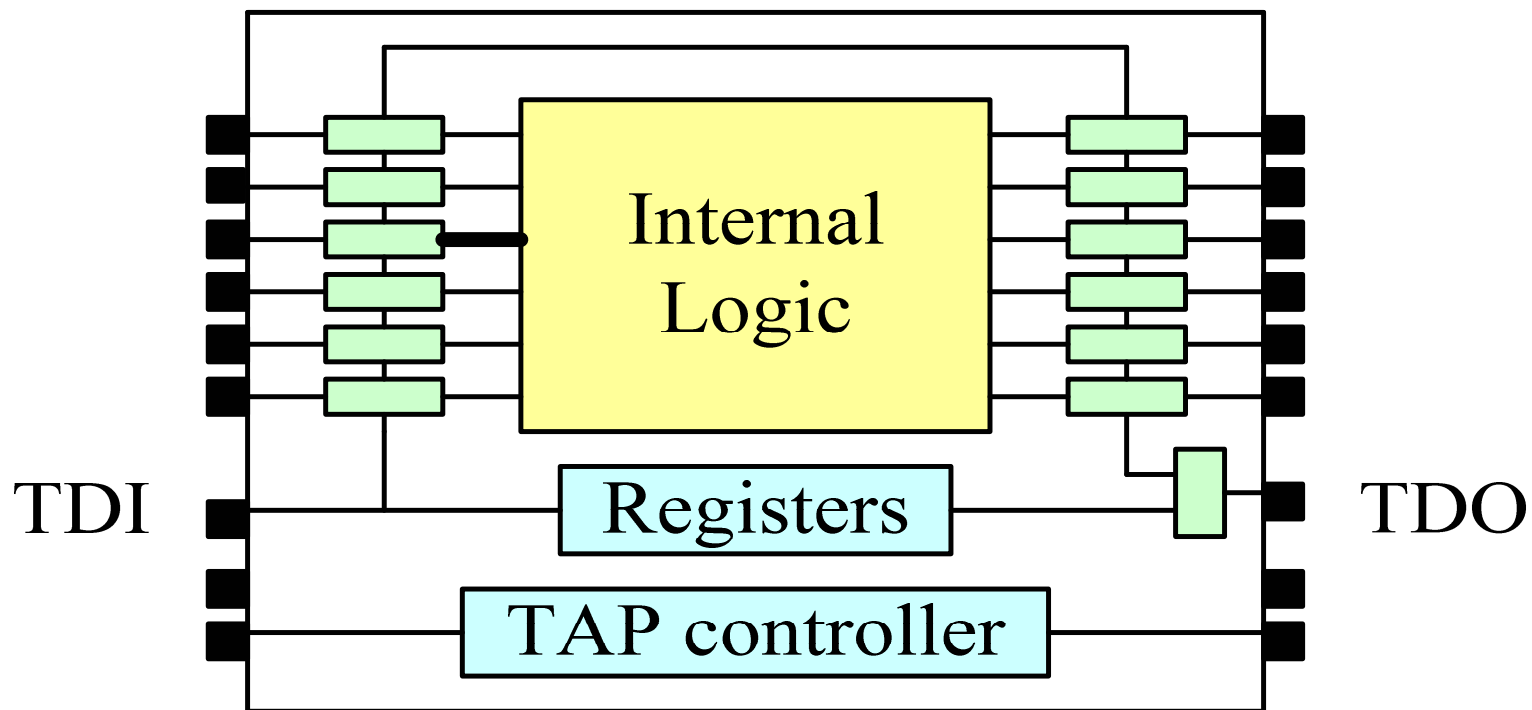 Internal
Logic
TDI
Registers
TDO
TAP controller